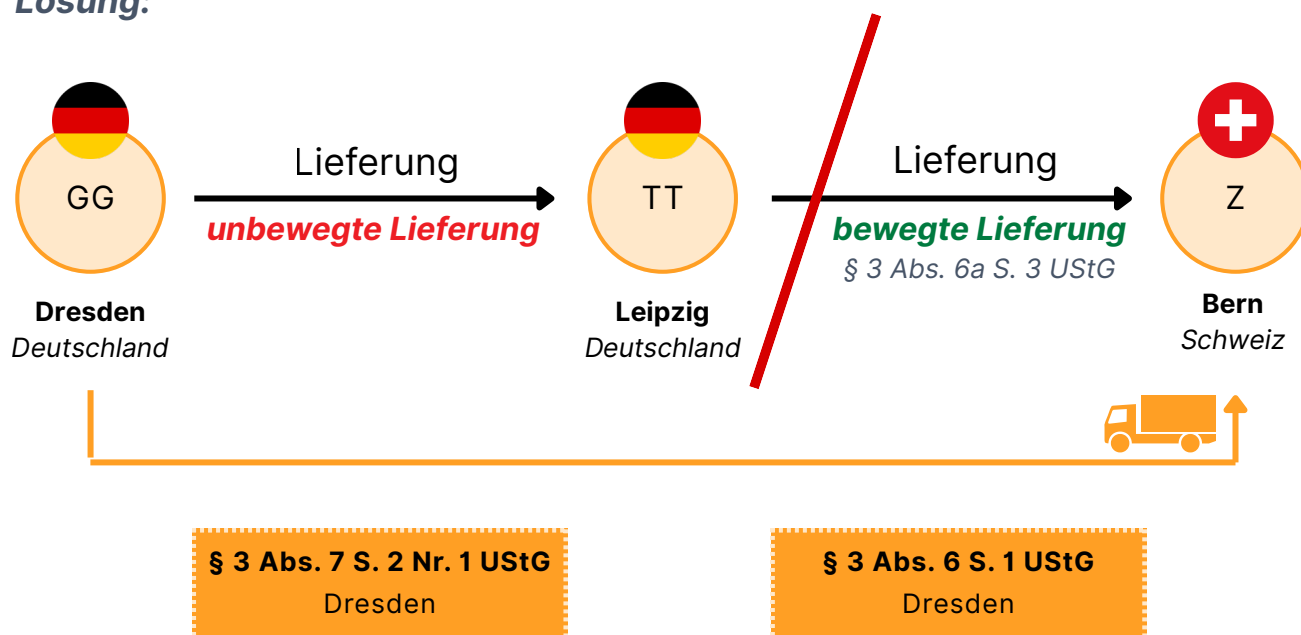 Lösung:
GG
Lieferung
unbewegte Lieferung
TT
Lieferung
bewegte Lieferung
§ 3 Abs. 6a S. 3 UStG
Z
Dresden
Deutschland
Leipzig
Deutschland
Bern
Schweiz
§ 3 Abs. 7 S. 2 Nr. 1 UStG
Dresden
§ 3 Abs. 6 S. 1 UStG
Dresden